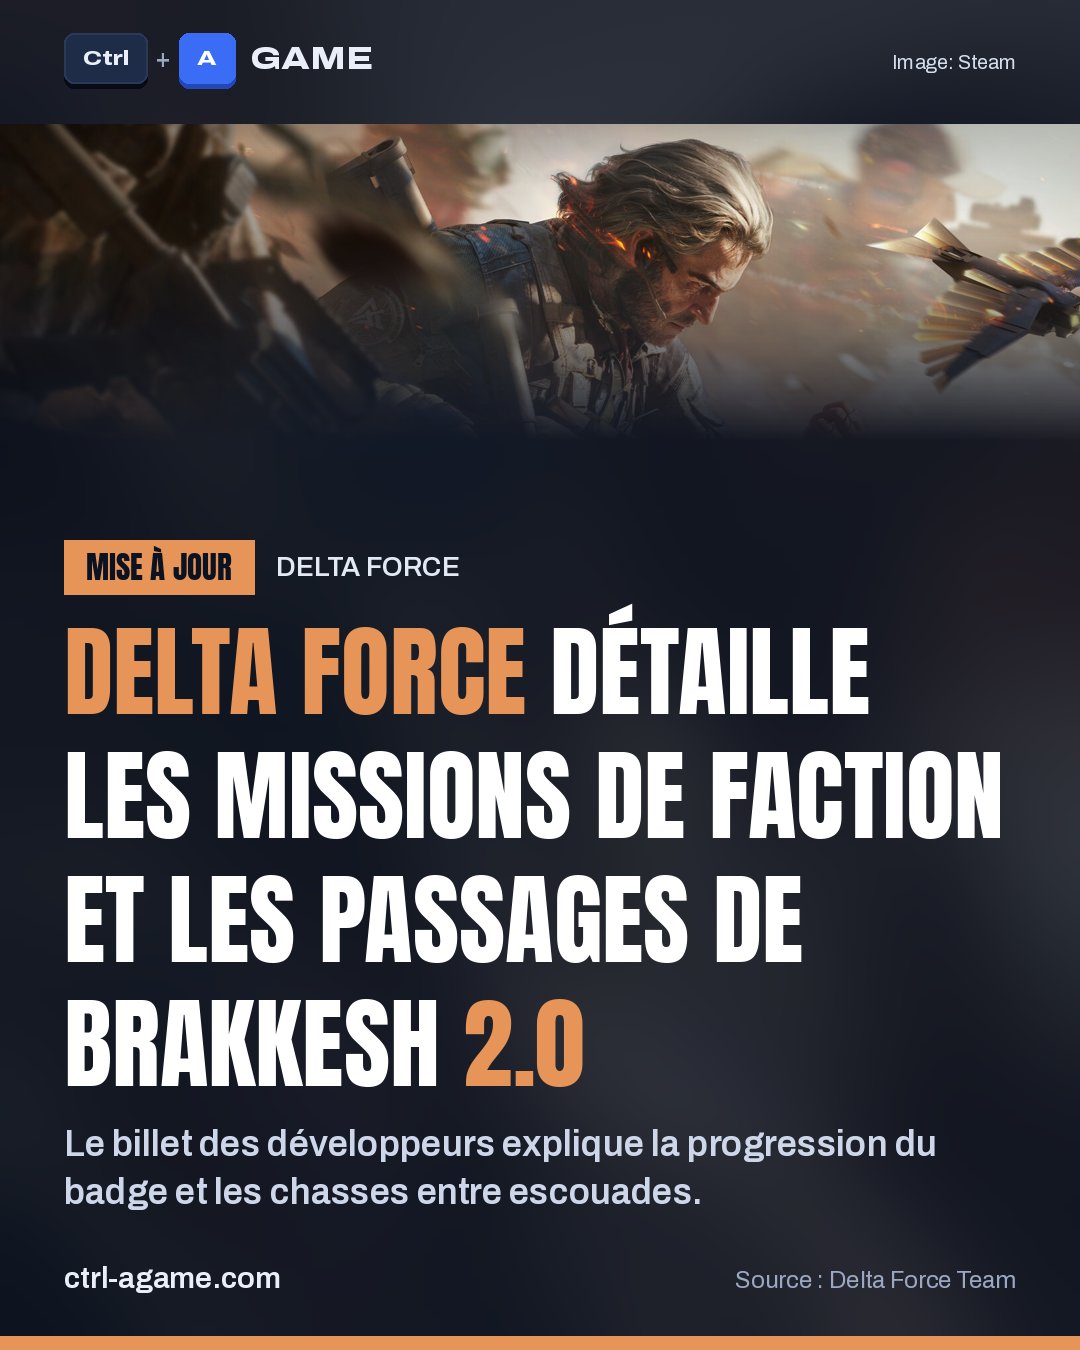 Ctrl + A GAME
Image: Steam
MISE À JOUR DELTA FORCE
DELTA FORCE DÉTAILLE
LES MISSIONS DE FACTION
ET LES PASSAGES DE
BRAKKESH 2.0
Le billet des développeurs explique la progression du
badge et les chasses entre escouades.
ctrl-agame.com
Source : Delta Force Team